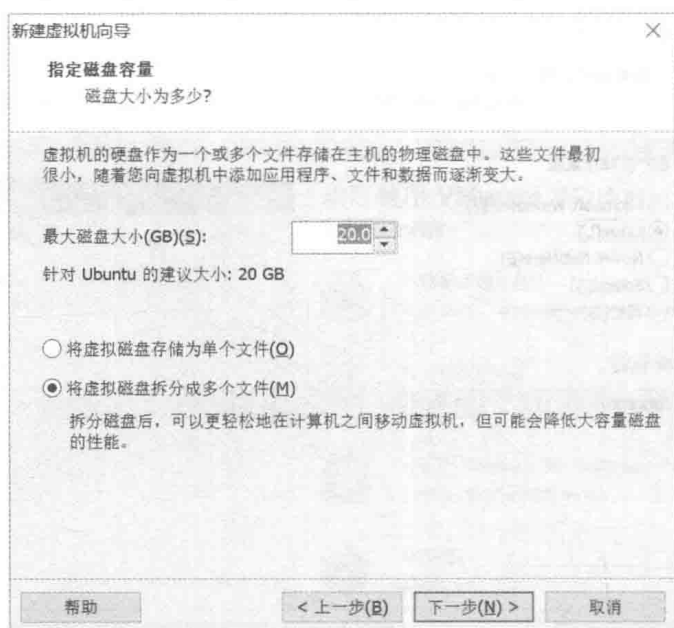 新建虚拟机向导
指定磁盘容量
磁盘大小为多少?
虚拟机的硬盘作为一个或多个文件存储在主机的物理磁盘中。这些文件最初
很小，随着您向虚拟机中添加应用程序、文件和数据而逐渐变大。
最大磁盘大小(GB)(S): 20.0
针对 Ubuntu 的建议大小: 20 GB
将虚拟磁盘存储为单个文件(O)
将虚拟磁盘拆分成多个文件(M)
拆分磁盘后，可以更轻松地在计算机之间移动虚拟机，但可能会降低大容量磁盘
的性能。
帮助 < 上一步(B) 下一步(N) > 取消